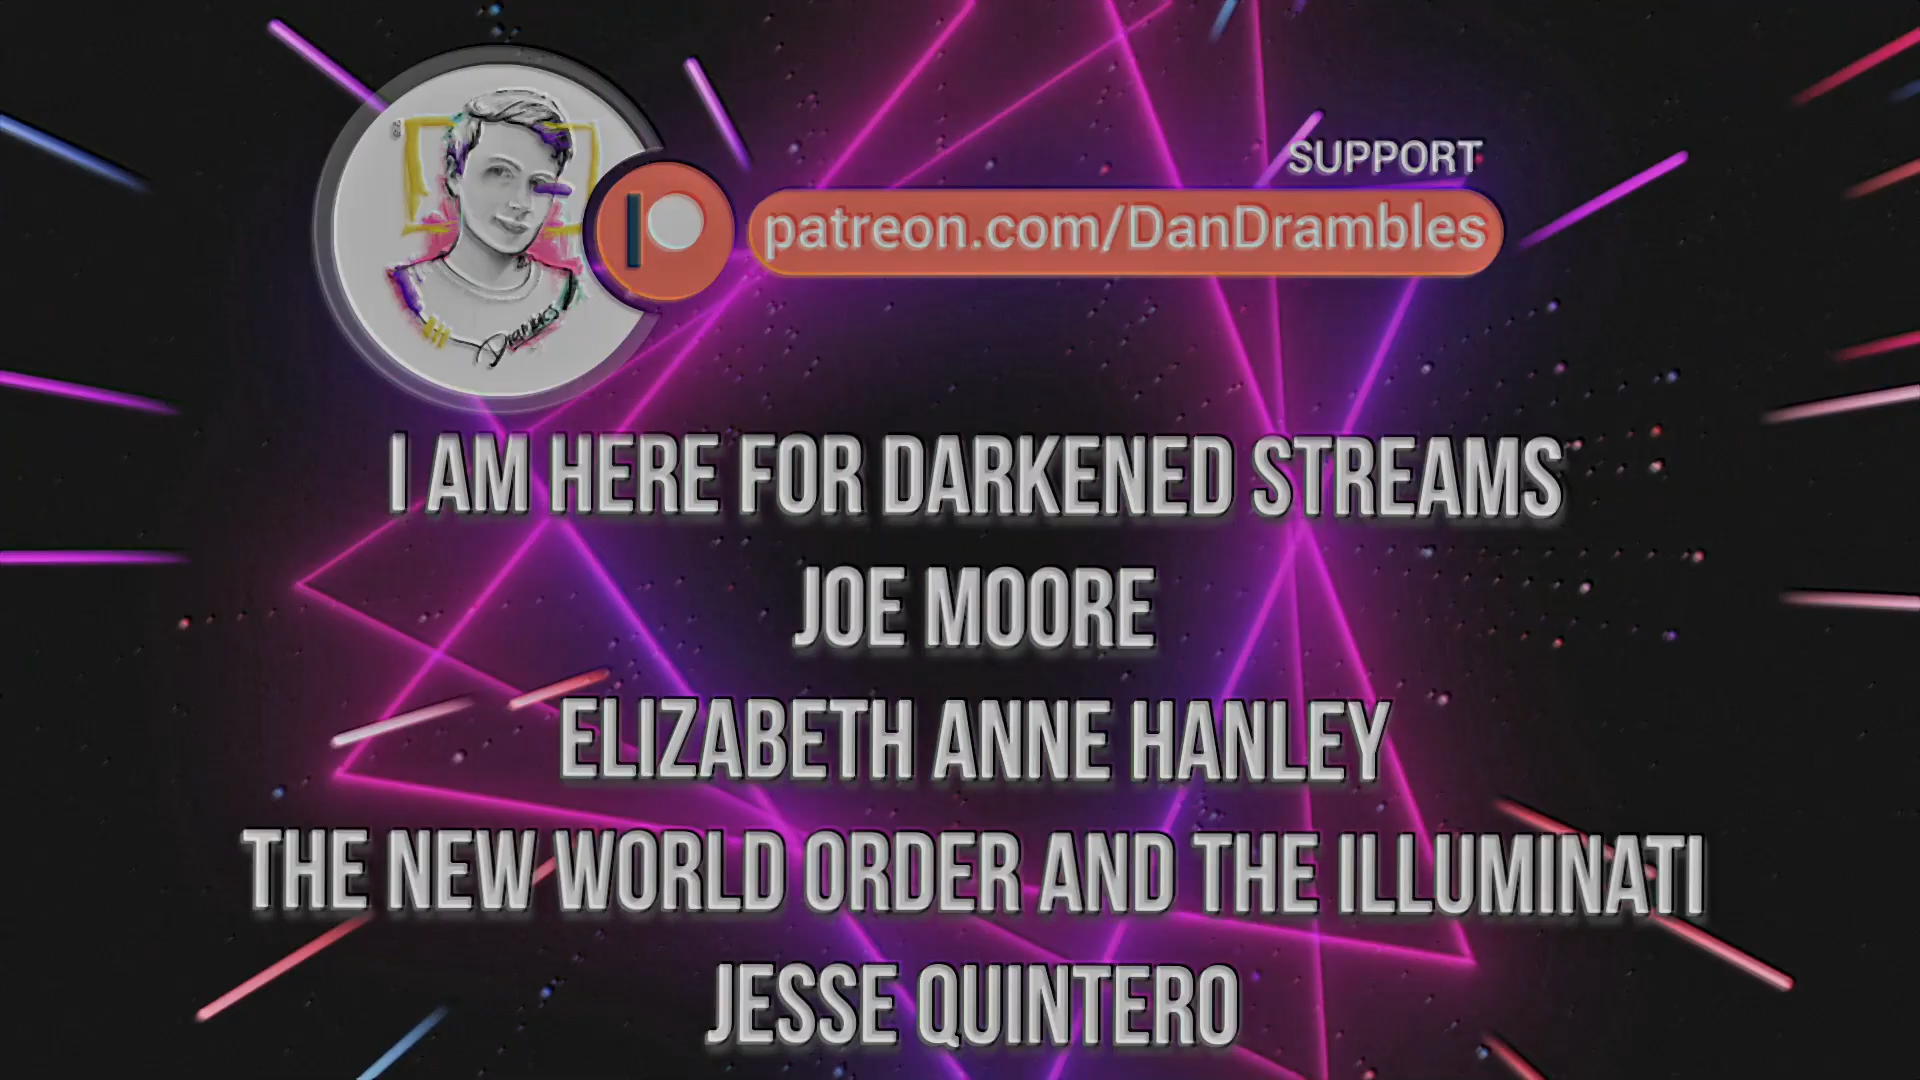 SUPPORT
patreon.com/DanDrambles
I AM HERE FOR DARKENED STREAMS
JOE MOORE
ELIZABETH ANNE HANLEY
THE NEW WORLD ORDER AND THE ILLUMINATI
JESSE QUINTERO